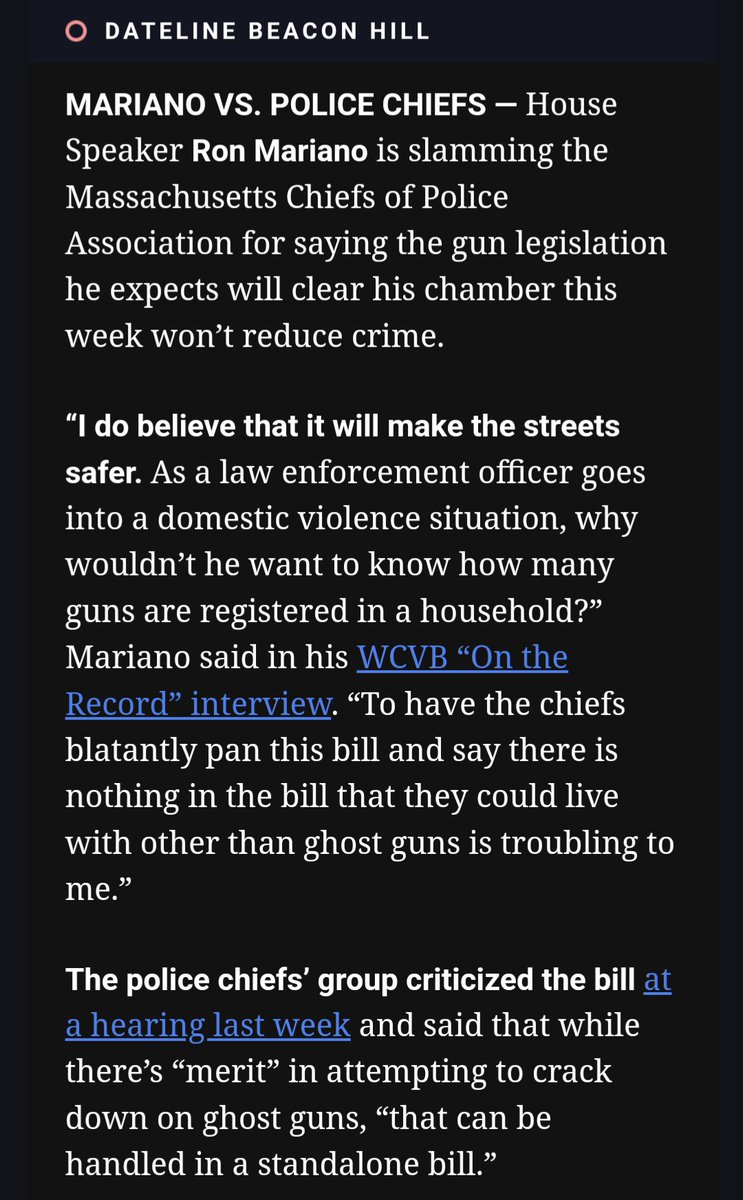 DATELINE BEACON HILL
MARIANO VS. POLICE CHIEFS — House
Speaker Ron Mariano is slamming the
Massachusetts Chiefs of Police
Association for saying the gun legislation
he expects will clear his chamber this
week won’t reduce crime.
“I do believe that it will make the streets
safer. As a law enforcement officer goes
into a domestic violence situation, why
wouldn’t he want to know how many
guns are registered in a household?”
Mariano said in his WCVB “On the
Record” interview. “To have the chiefs
blatantly pan this bill and say there is
nothing in the bill that they could live
with other than ghost guns is troubling to
me.”
The police chiefs’ group criticized the bill at
a hearing last week and said that while
there’s “merit” in attempting to crack
down on ghost guns, “that can be
handled in a standalone bill.”